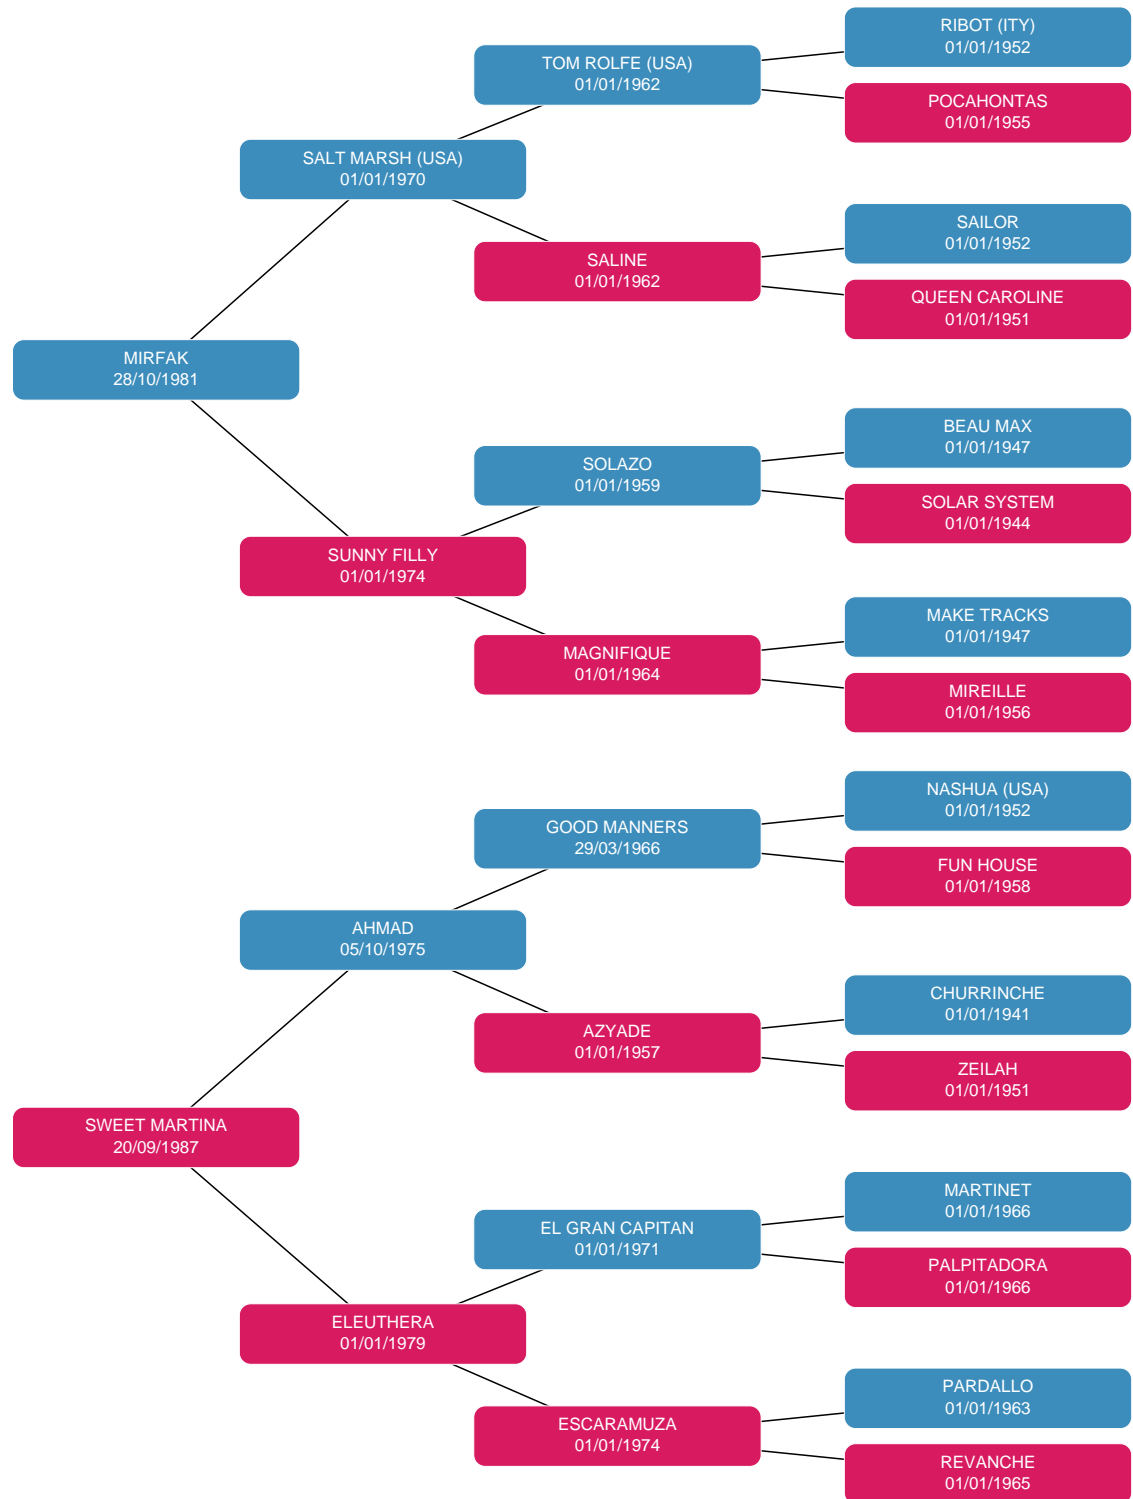 RIBOT (ITY)
01/01/1952
TOM ROLFE (USA)
01/01/1962
POCAHONTAS
01/01/1955
SALT MARSH (USA)
01/01/1970
SAILOR
01/01/1952
SALINE
01/01/1962
QUEEN CAROLINE
01/01/1951
MIRFAK
28/10/1981
BEAU MAX
01/01/1947
SOLAZO
01/01/1959
SOLAR SYSTEM
01/01/1944
SUNNY FILLY
01/01/1974
MAKE TRACKS
01/01/1947
MAGNIFIQUE
01/01/1964
MIREILLE
01/01/1956
NASHUA (USA)
01/01/1952
GOOD MANNERS
29/03/1966
FUN HOUSE
01/01/1958
AHMAD
05/10/1975
CHURRINCHE
01/01/1941
AZYADE
01/01/1957
ZEILAH
01/01/1951
SWEET MARTINA
20/09/1987
MARTINET
01/01/1966
EL GRAN CAPITAN
01/01/1971
PALPITADORA
01/01/1966
ELEUTHERA
01/01/1979
PARDALLO
01/01/1963
ESCARAMUZA
01/01/1974
REVANCHE
01/01/1965